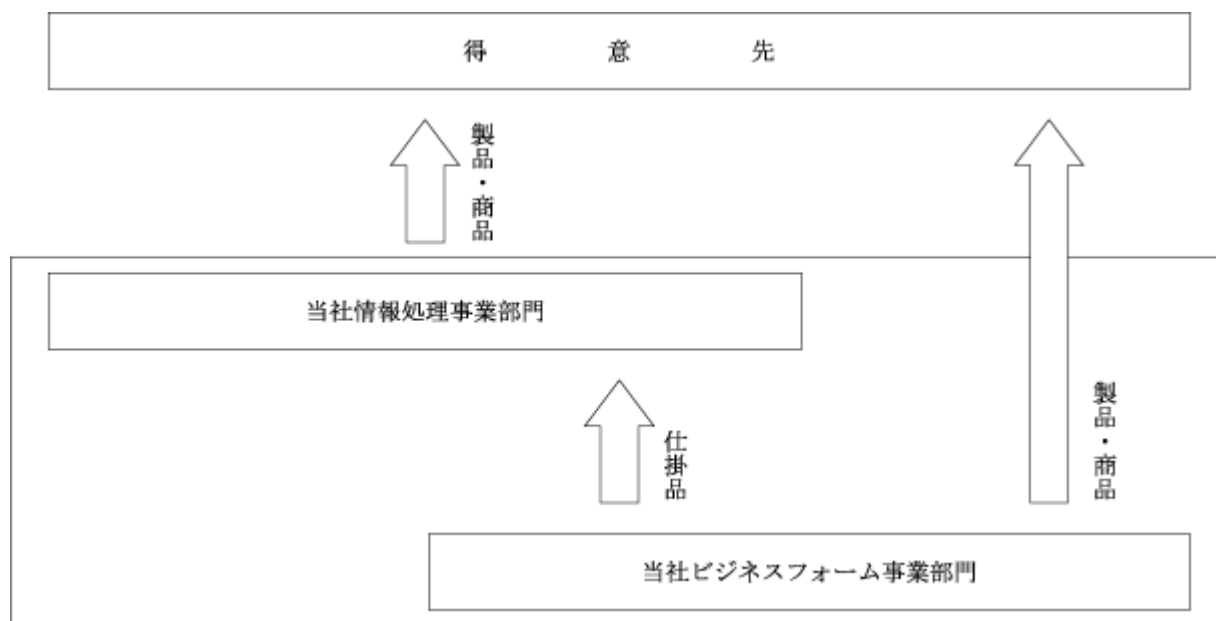 得意先
製品・商品
当社情報処理事業部門
仕掛品
製品・商品
当社ビジネスフォーム事業部門